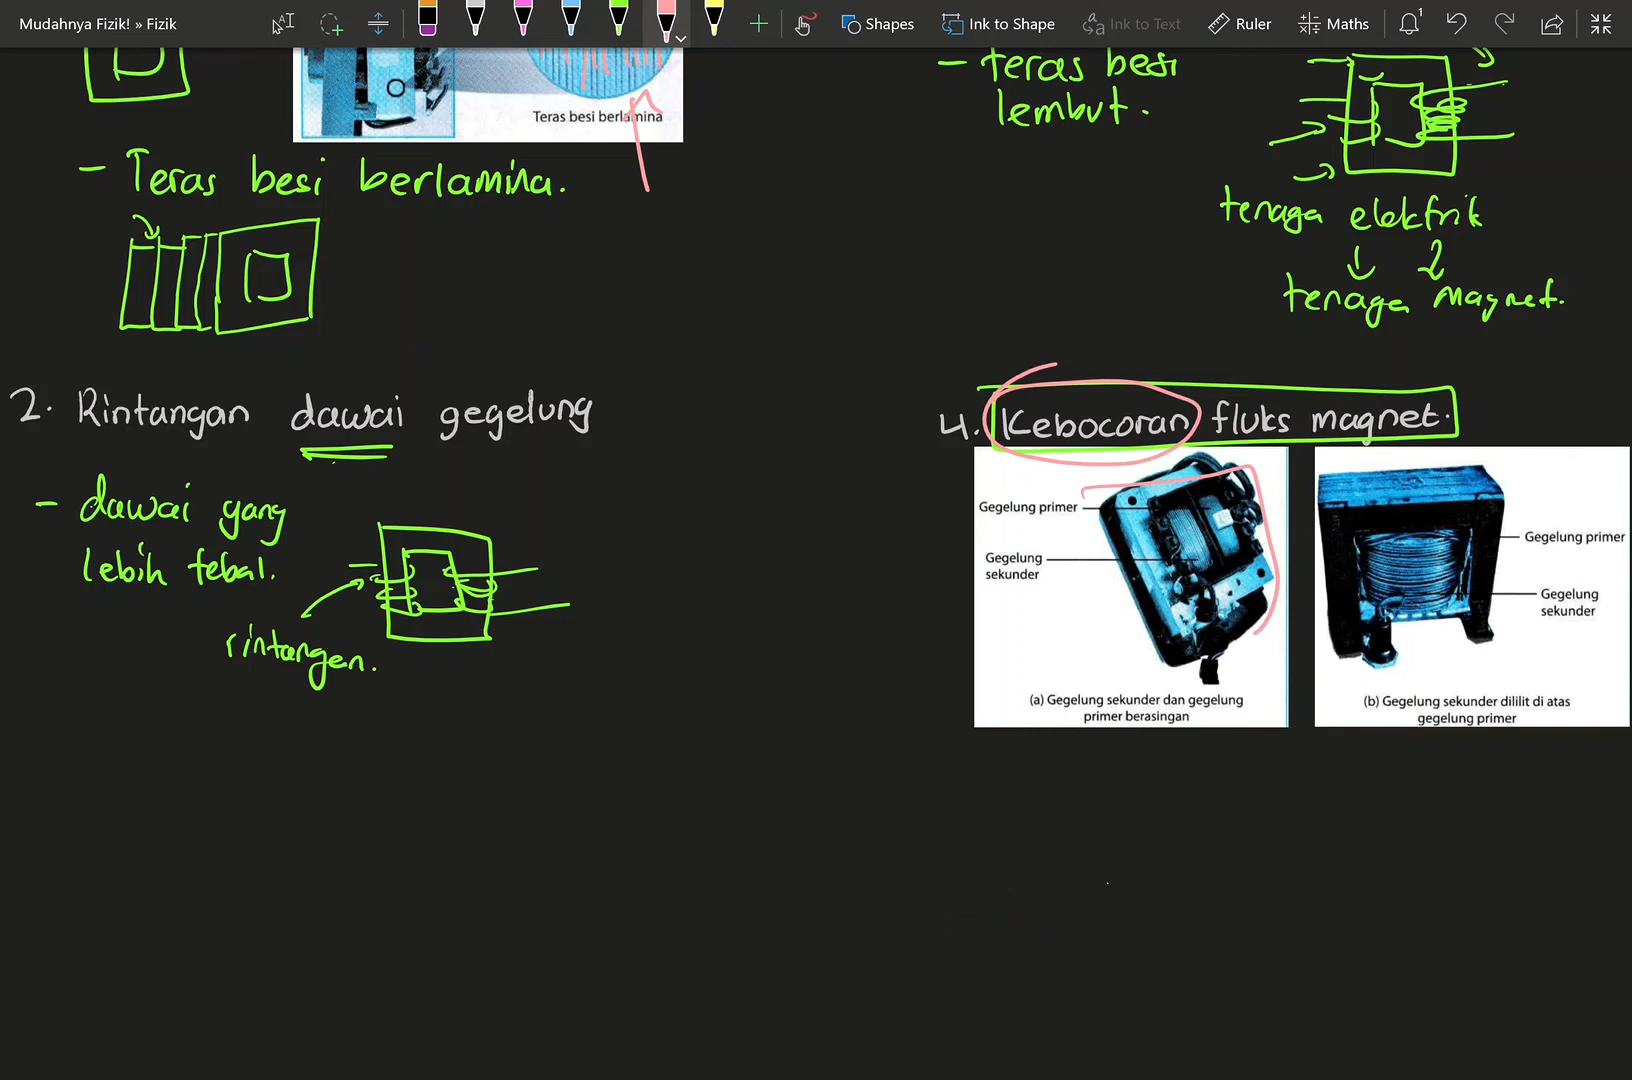 Mudahnya Fizik! » Fizik
Shapes
Ink to Shape
Ink to Text
Ruler
Maths
1
Teras besi berlamina
- Teras besi berlamina.
2. Rintangan dawai gegelung
- dawai yang
lebih tebal.
rintangan.
- teras besi
lembut.
tenaga elektrik
tenaga magnet.
4. Kebocoran fluks magnet.
Gegelung primer
Gegelung
sekunder
(a) Gegelung sekunder dan gegelung
primer berasingan
Gegelung primer
Gegelung
sekunder
(b) Gegelung sekunder dililit di atas
gegelung primer